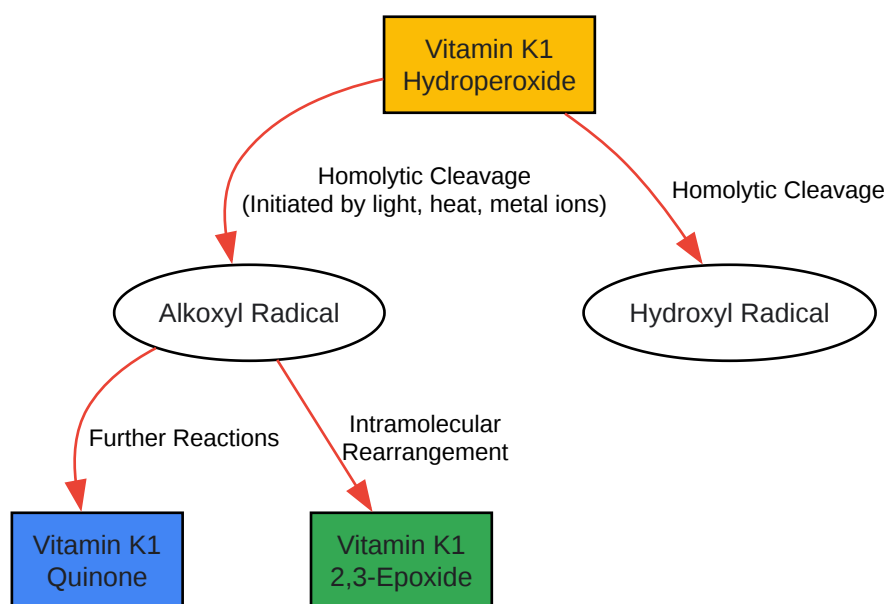 Vitamin K1
Hydroperoxide
Homolytic Cleavage
(Initiated by light, heat, metal ions)
Homolytic Cleavage
Alkoxyl Radical
Hydroxyl Radical
Further Reactions
Intramolecular
Rearrangement
Vitamin K1
Quinone
Vitamin K1
2,3-Epoxide